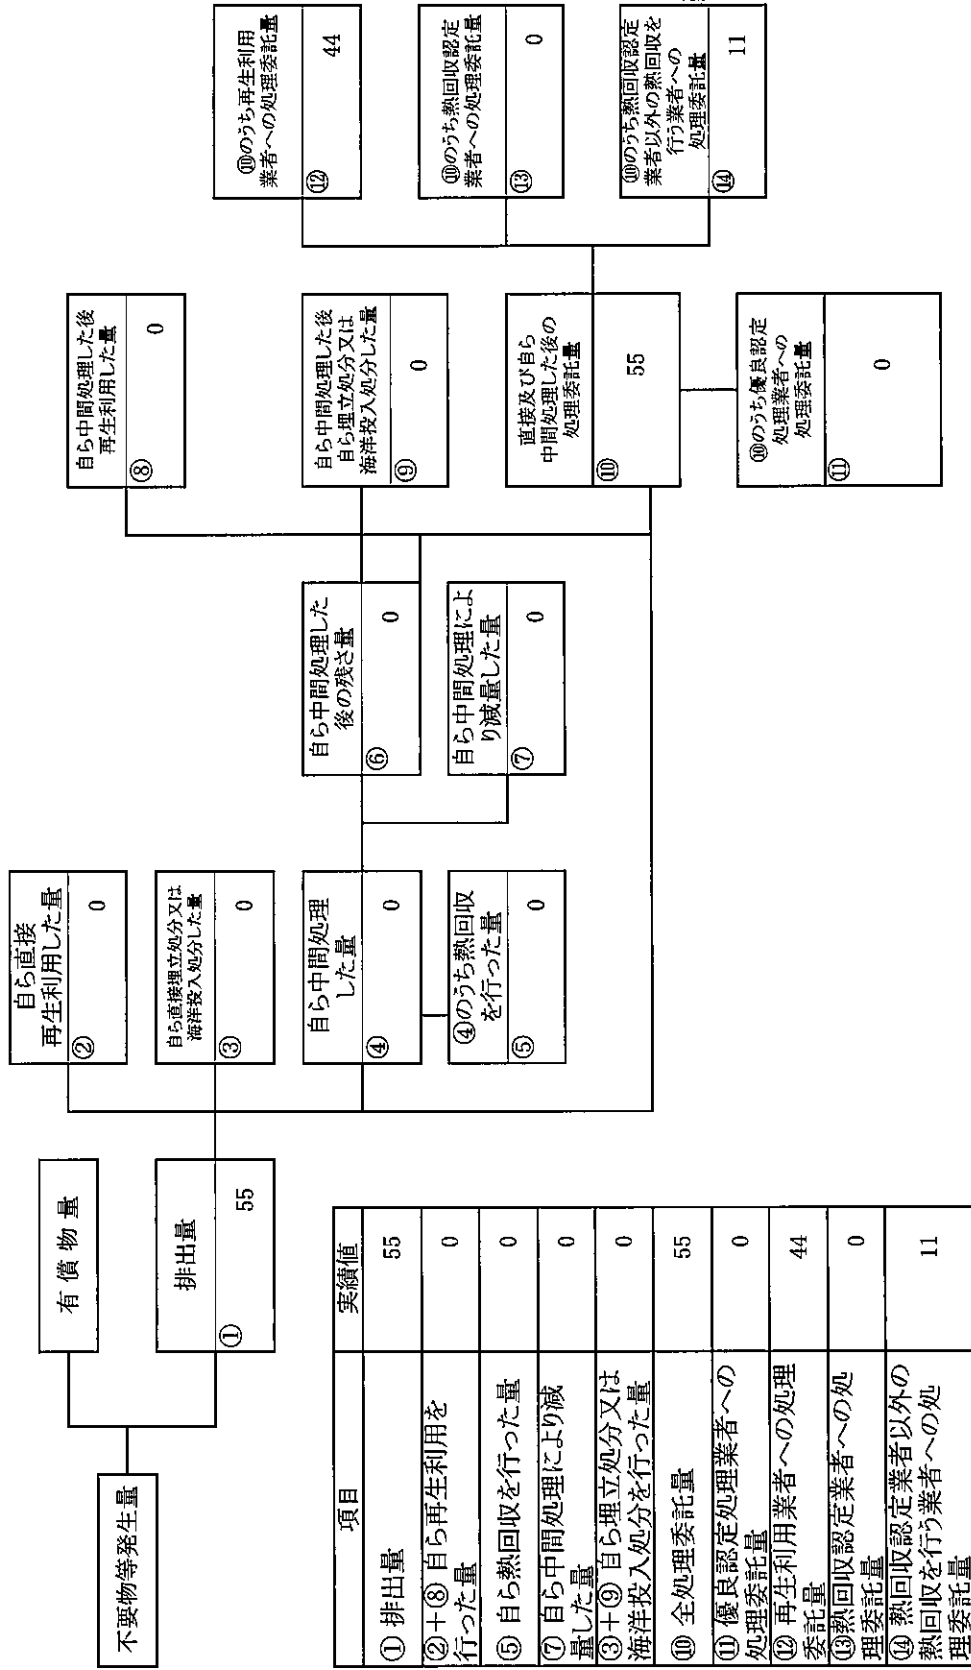 不要物等発生量
有 償 物 量
排出量
①
55
自ら直接
再生利用した量
②
0
自ら直接埋立処分又は
海洋投入処分した量
③
0
自ら中間処理
した量
④
0
④のうち熱回収
を行った量
⑤
0
自ら中間処理した
後の残さ量
⑥
0
自ら中間処理によ
り減量した量
⑦
0
自ら中間処理した後
再生利用した量
⑧
0
自ら中間処理した後
自ら埋立処分又は
海洋投入処分した量
⑨
0
直接及び自ら
中間処理した後の
処理委託量
⑩
55
⑩のうち優良認定
処理業者への
処理委託量
⑪
0
⑩のうち再生利用
業者への処理委託量
⑫
44
⑩のうち熱回収認定
業者への処理委託量
⑬
0
⑩のうち熱回収認定
業者以外の熱回収を
行う業者への
処理委託量
⑭
11
項目 実績値
① 排出量 55
②+⑧ 自ら再生利用を
行った量 0
⑤ 自ら熱回収を行った量 0
⑦ 自ら中間処理により減
量した量 0
③+⑨ 自ら埋立処分又は
海洋投入処分を行った量 0
⑩ 全処理委託量 55
⑪ 優良認定処理業者への
処理委託量 0
⑫ 再生利用業者への処理
委託量 44
⑬熱回収認定業者への処
理委託量 0
⑭ 熱回収認定業者以外の
熱回収を行う業者への処
理委託量 11